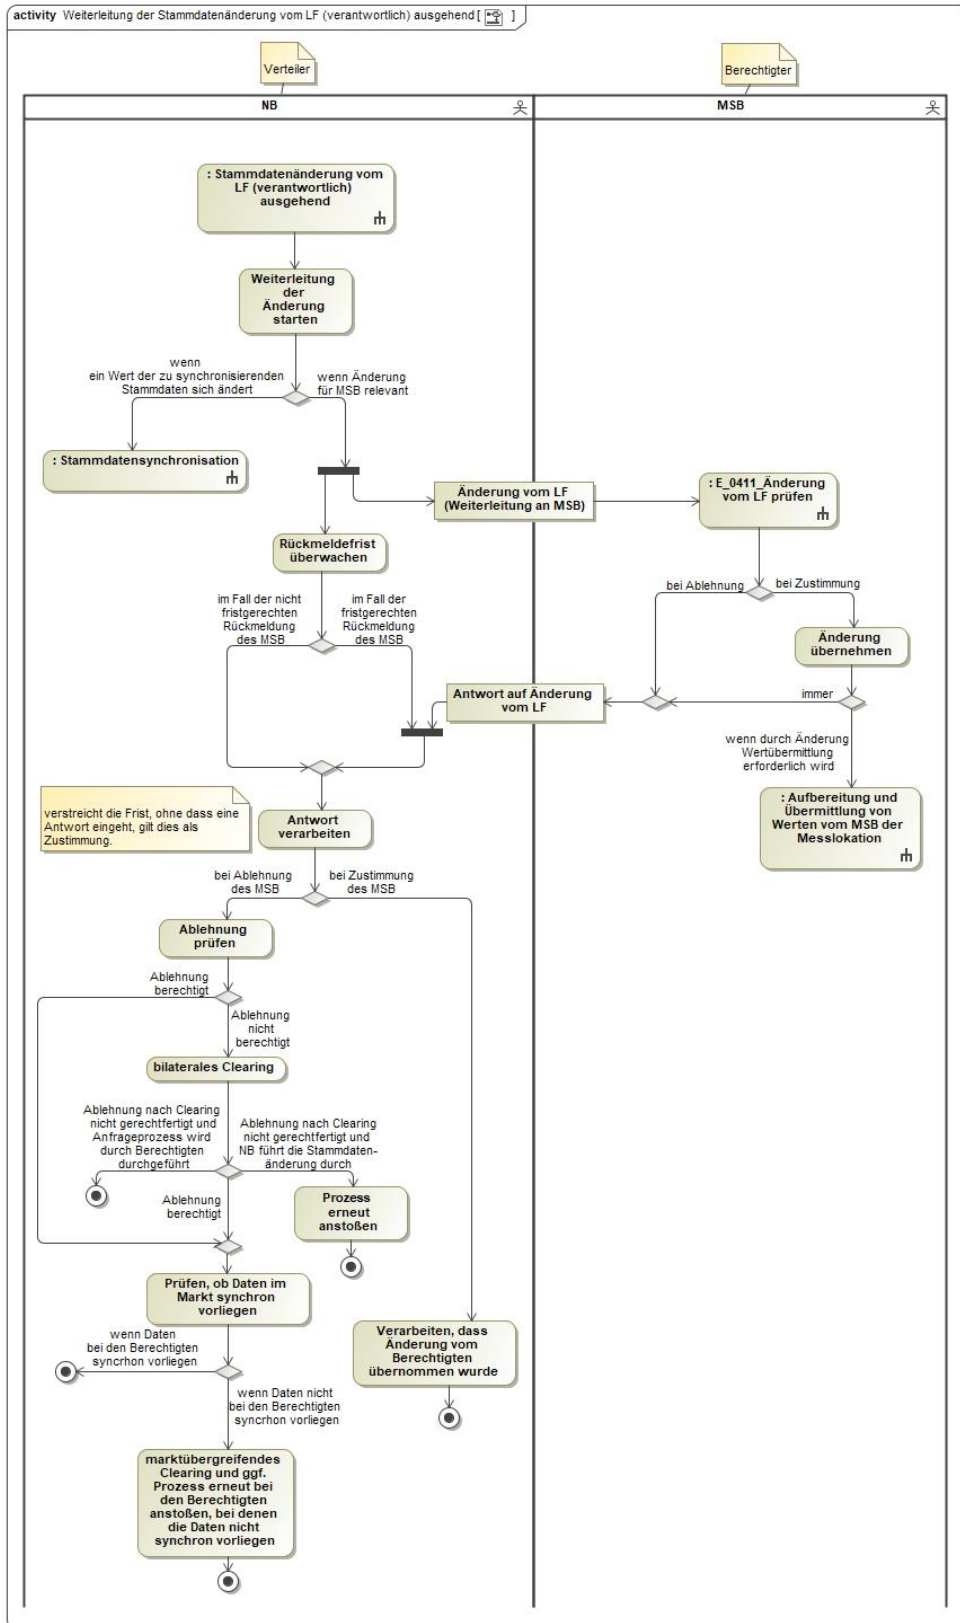 activity Weiterleitung der Stammdatenänderung vom LF (verantwortlich) ausgehend [ ]
Verteiler
Berechtigter
NB
MSB
: Stammdatenänderung vom
LF (verantwortlich)
ausgehend
Weiterleitung
der
Änderung
starten
wenn
ein Wert der zu synchronisierenden
Stammdaten sich ändert
wenn Änderung
für MSB relevant
: Stammdatensynchronisation
Änderung vom LF
(Weiterleitung an MSB)
: E_0411_Änderung
vom LF prüfen
Rückmeldefrist
überwachen
bei Ablehnung
bei Zustimmung
im Fall der nicht
fristgerechten
Rückmeldung
des MSB
im Fall der
fristgerechten
Rückmeldung
des MSB
Änderung
übernehmen
Antwort auf Änderung
vom LF
immer
wenn durch Änderung
Wertübermittlung
erforderlich wird
verstreicht die Frist, ohne dass eine
Antwort eingeht, gilt dies als
Zustimmung.
Antwort
verarbeiten
: Aufbereitung und
Übermittlung von
Werten vom MSB der
Messlokation
bei Ablehnung
des MSB
bei Zustimmung
des MSB
Ablehnung
prüfen
Ablehnung
berechtigt
Ablehnung
nicht
berechtigt
bilaterales Clearing
Ablehnung nach Clearing
nicht gerechtfertigt und
Anfrageprozess wird
durch Berechtigten
durchgeführt
Ablehnung nach Clearing
nicht gerechtfertigt und
NB führt die Stammdaten-
änderung durch
Ablehnung
berechtigt
Prozess
erneut
anstoßen
Prüfen, ob Daten im
Markt synchron
vorliegen
wenn Daten
bei den Berechtigten
syncrhon vorliegen
Verarbeiten, dass
Änderung vom
Berechtigten
übernommen wurde
wenn Daten nicht
bei den Berechtigten
syncrhon vorliegen
marktübergreifendes
Clearing und ggf.
Prozess erneut bei
den Berechtigten
anstoßen, bei denen
die Daten nicht
synchron vorliegen